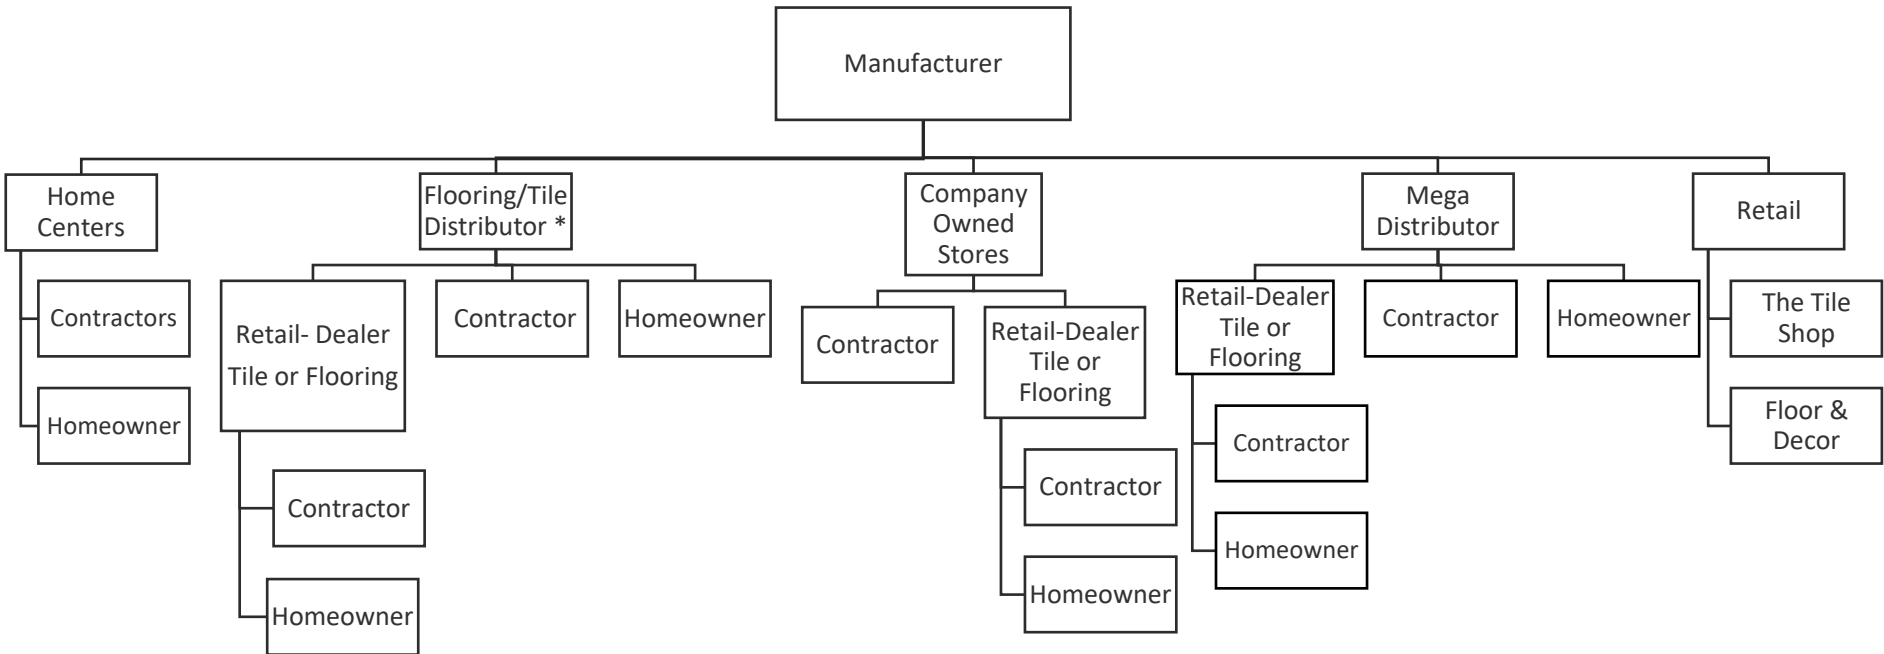 Manufacturer
Home
Centers
Flooring/Tile
Distributor *
Company
Owned
Stores
Mega
Distributor
Retail
Contractors
Homeowner
Retail- Dealer
Tile or Flooring
Contractor
Homeowner
Contractor
Homeowner
Contractor
Retail-Dealer
Tile or
Flooring
Contractor
Homeowner
Retail-Dealer
Tile or
Flooring
Contractor
Homeowner
Contractor
Homeowner
The Tile
Shop
Floor &
Decor